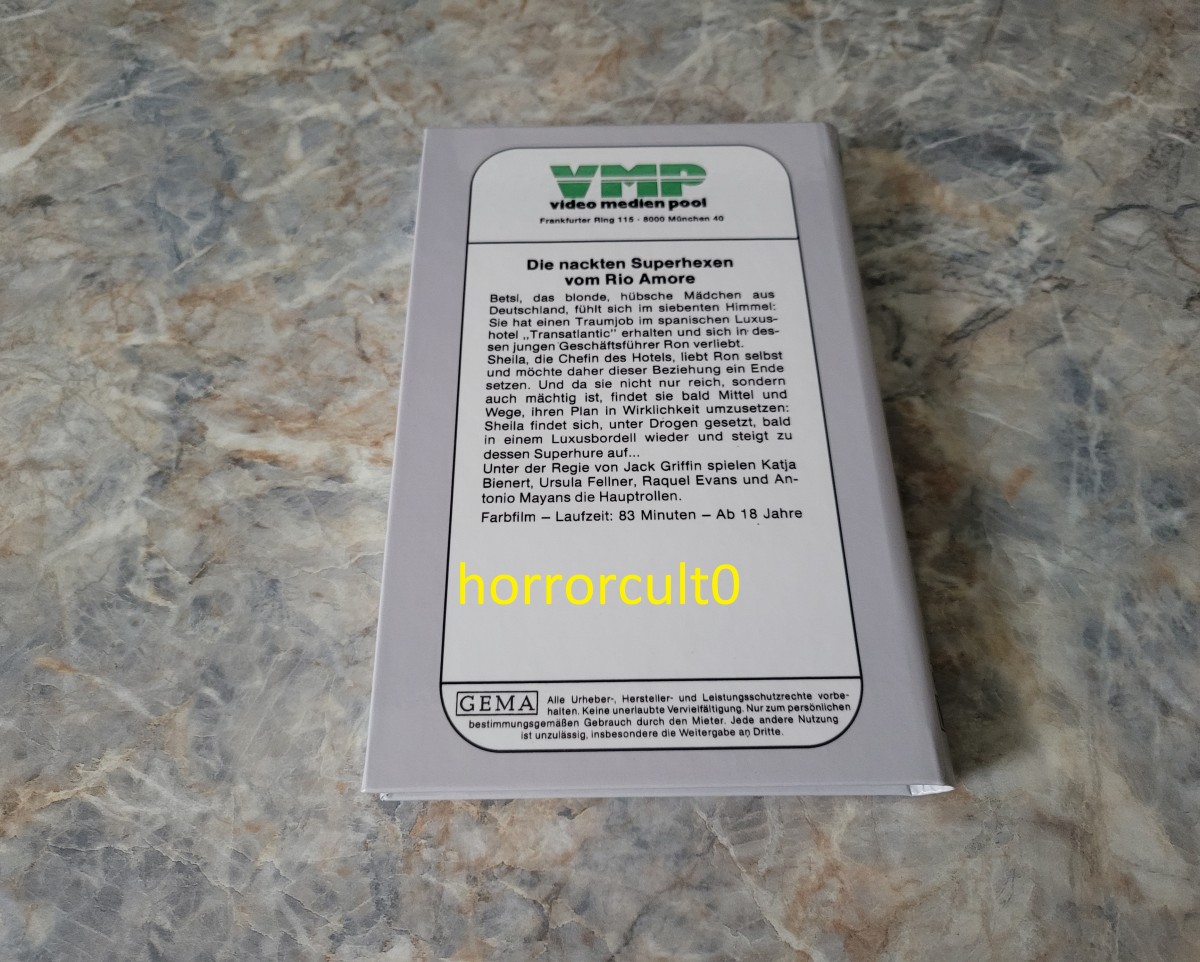 VMP
video medien pool
Frankfurter Ring 115 · 8000 München 40
Die nackten Superhexen
vom Rio Amore
Betsi, das blonde, hübsche Mädchen aus
Deutschland, fühlt sich im siebenten Himmel:
Sie hat einen Traumjob im spanischen Luxus-
hotel „Transatlantic" erhalten und sich in des-
sen jungen Geschäftsführer Ron verliebt.
Sheila, die Chefin des Hotels, liebt Ron selbst
und möchte daher dieser Beziehung ein Ende
setzen. Und da sie nicht nur reich, sondern
auch mächtig ist, findet sie bald Mittel und
Wege, ihren Plan in Wirklichkeit umzusetzen:
Sheila findet sich, unter Drogen gesetzt, bald
in einem Luxusbordell wieder und steigt zu
dessen Superhure auf...
Unter der Regie von Jack Griffin spielen Katja
Bienert, Ursula Fellner, Raquel Evans und An-
tonio Mayans die Hauptrollen.
Farbfilm – Laufzeit: 83 Minuten – Ab 18 Jahre
horrorcult0
GEMA Alle Urheber-, Hersteller- und Leistungsschutzrechte vorbe-
halten. Keine unerlaubte Vervielfältigung. Nur zum persönlichen
bestimmungsgemäßen Gebrauch durch den Mieter. Jede andere Nutzung
ist unzulässig, insbesondere die Weitergabe an Dritte.